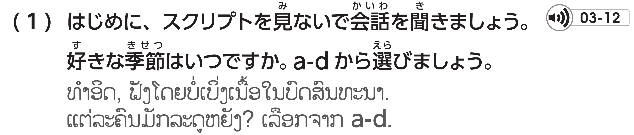 (1) はじめに、スクリプトを見ないで会話を聞きましょう。 03-12
好きな季節はいつですか。a-d から選びましょう。
ທຳອິດ, ຟັງໂດຍບໍ່ເບິ່ງເນື້ອໃນບົດສົນທະນາ.
ແຕ່ລະຄົນມັກລະດູຫຍັງ? ເລືອກຈາກ a-d.